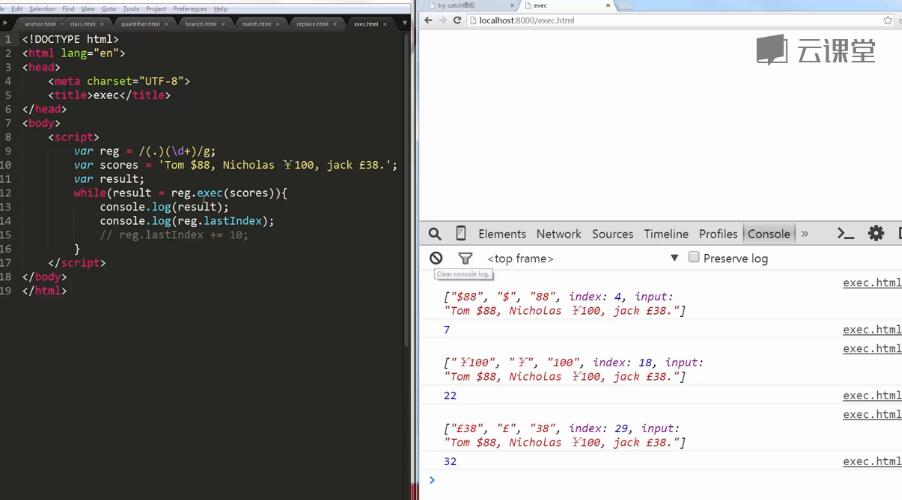 Edit Selection Find View Goto Tools Project Preferences Help
anchor.html class.html quantifier.html branch.html match.html replace.html exec.html
1 <!DOCTYPE html>
2 <html lang="en">
3 <head>
4 <meta charset="UTF-8">
5 <title>exec</title>
6 </head>
7 <body>
8 <script>
9 var reg = /(.)(\d+)/g;
10 var scores = 'Tom $88, Nicholas ¥100, jack £38.';
11 var result;
12 while(result = reg.exec(scores)){
13 console.log(result);
14 console.log(reg.lastIndex);
15 // reg.lastIndex += 10;
16 }
17 </script>
18 </body>
19 </html>
try catch语句 exec
localhost:8000/exec.html
云课堂
Elements Network Sources Timeline Profiles Console »
<top frame> Preserve log
Clear console log.
exec.html
["$88", "$", "88", index: 4, input:
"Tom $88, Nicholas ¥100, jack £38."]
7 exec.html
exec.html
["¥100", "¥", "100", index: 18, input:
"Tom $88, Nicholas ¥100, jack £38."]
22 exec.html
exec.html
["£38", "£", "38", index: 29, input:
"Tom $88, Nicholas ¥100, jack £38."]
32 exec.html